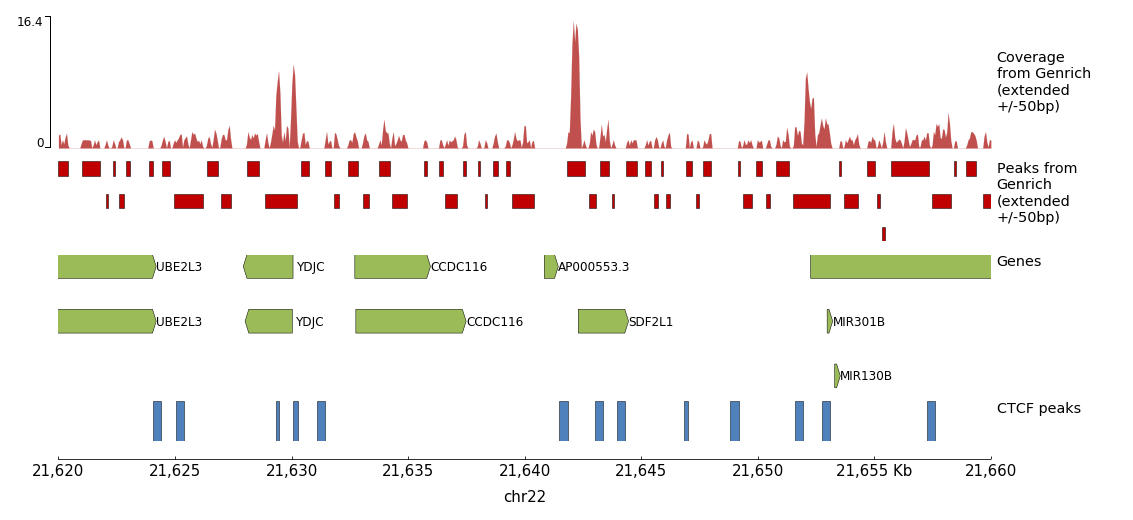 16.4
0
Coverage
from Genrich
(extended
+/-50bp)
Peaks from
Genrich
(extended
+/-50bp)
UBE2L3 YDJC CCDC116 AP000553.3 Genes
UBE2L3 YDJC CCDC116 SDF2L1 MIR301B
MIR130B
CTCF peaks
21,620 21,625 21,630 21,635 21,640 21,645 21,650 21,655 Kb 21,660
chr22